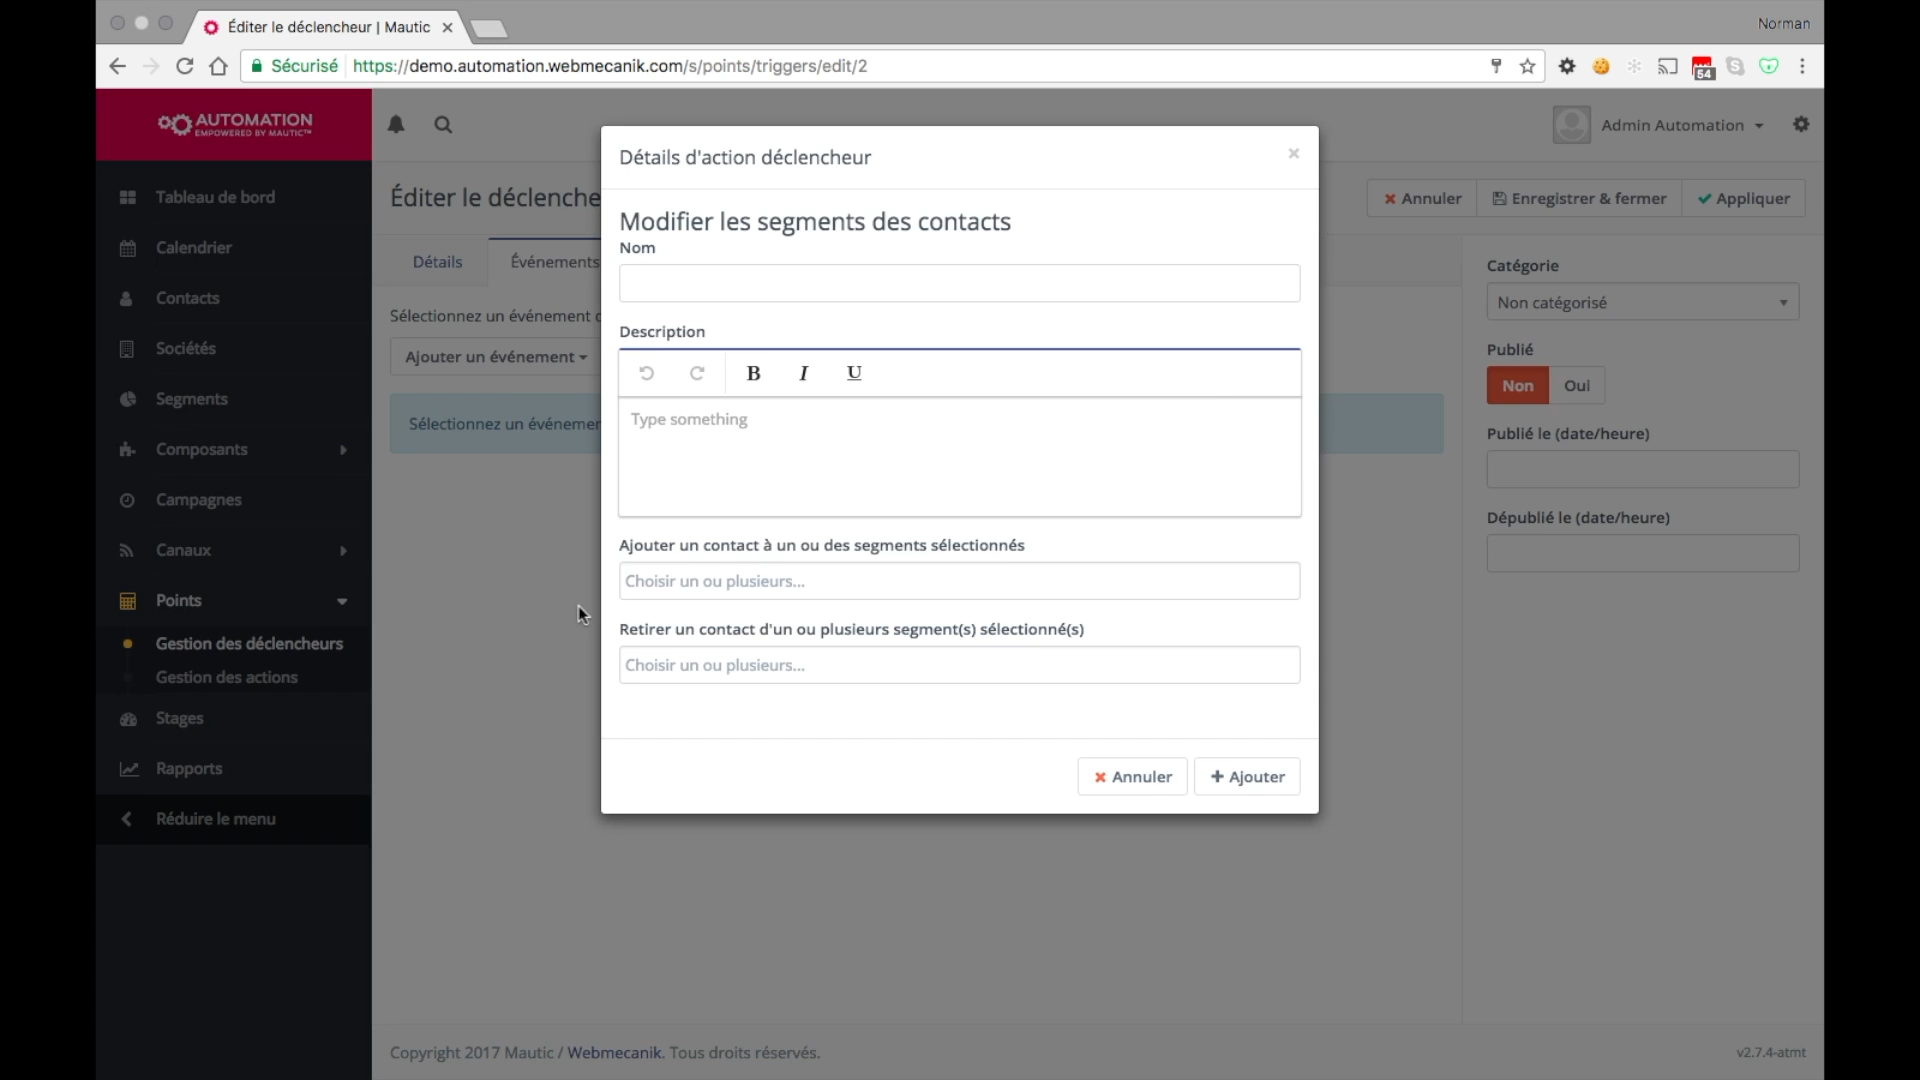 Éditer le déclencheur | Mautic
Norman
Sécurisé
https://demo.automation.webmecanik.com/s/points/triggers/edit/2
54
AUTOMATION
EMPOWERED BY MAUTIC™
Admin Automation
Tableau de bord
Calendrier
Contacts
Sociétés
Segments
Composants
Campagnes
Canaux
Points
Gestion des déclencheurs
Gestion des actions
Stages
Rapports
Réduire le menu
Éditer le déclenche
Annuler
Enregistrer & fermer
Appliquer
Détails
Événements
Sélectionnez un événement
Ajouter un événement
Sélectionnez un événemen
Détails d'action déclencheur
Modifier les segments des contacts
Nom
Description
B I U
Type something
Ajouter un contact à un ou des segments sélectionnés
Choisir un ou plusieurs...
Retirer un contact d'un ou plusieurs segment(s) sélectionné(s)
Choisir un ou plusieurs...
Annuler
Ajouter
Catégorie
Non catégorisé
Publié
Non Oui
Publié le (date/heure)
Dépublié le (date/heure)
Copyright 2017 Mautic / Webmecanik. Tous droits réservés.
v2.7.4-atmt